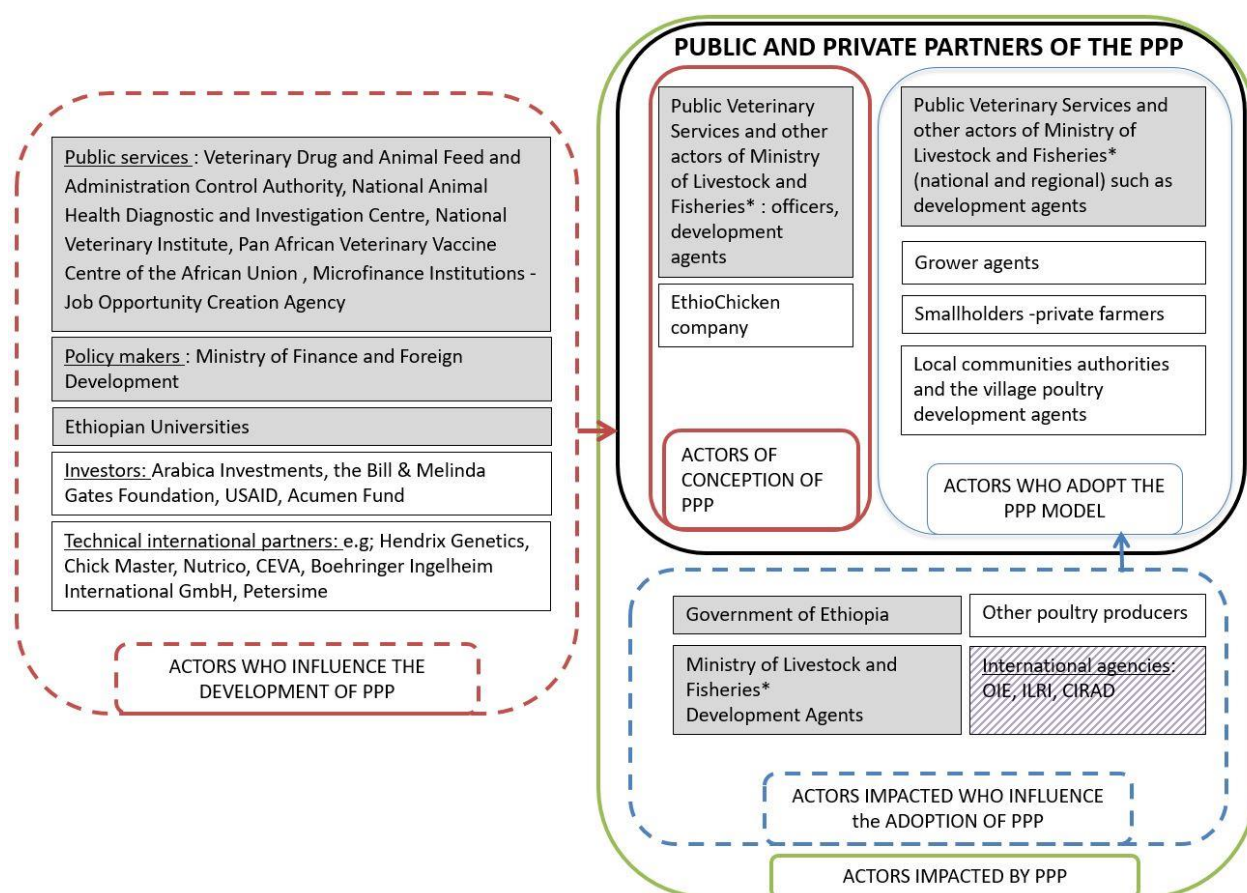 PUBLIC AND PRIVATE PARTNERS OF THE PPP
Public services : Veterinary Drug and Animal Feed and
Administration Control Authority, National Animal
Health Diagnostic and Investigation Centre, National
Veterinary Institute, Pan African Veterinary Vaccine
Centre of the African Union , Microfinance Institutions -
Job Opportunity Creation Agency
Policy makers : Ministry of Finance and Foreign
Development
Ethiopian Universities
Investors: Arabica Investments, the Bill & Melinda
Gates Foundation, USAID, Acumen Fund
Technical international partners: e.g; Hendrix Genetics,
Chick Master, Nutrico, CEVA, Boehringer Ingelheim
International GmbH, Petersime
ACTORS WHO INFLUENCE THE
DEVELOPMENT OF PPP
Public Veterinary
Services and other
actors of Ministry
of Livestock and
Fisheries* : officers,
development
agents
EthioChicken
company
ACTORS OF
CONCEPTION OF
PPP
Public Veterinary Services and
other actors of Ministry of
Livestock and Fisheries*
(national and regional) such as
development agents
Grower agents
Smallholders -private farmers
Local communities authorities
and the village poultry
development agents
ACTORS WHO ADOPT THE
PPP MODEL
Government of Ethiopia
Ministry of Livestock and
Fisheries*
Development Agents
Other poultry producers
International agencies:
OIE, ILRI, CIRAD
ACTORS IMPACTED WHO INFLUENCE
the ADOPTION OF PPP
ACTORS IMPACTED BY PPP